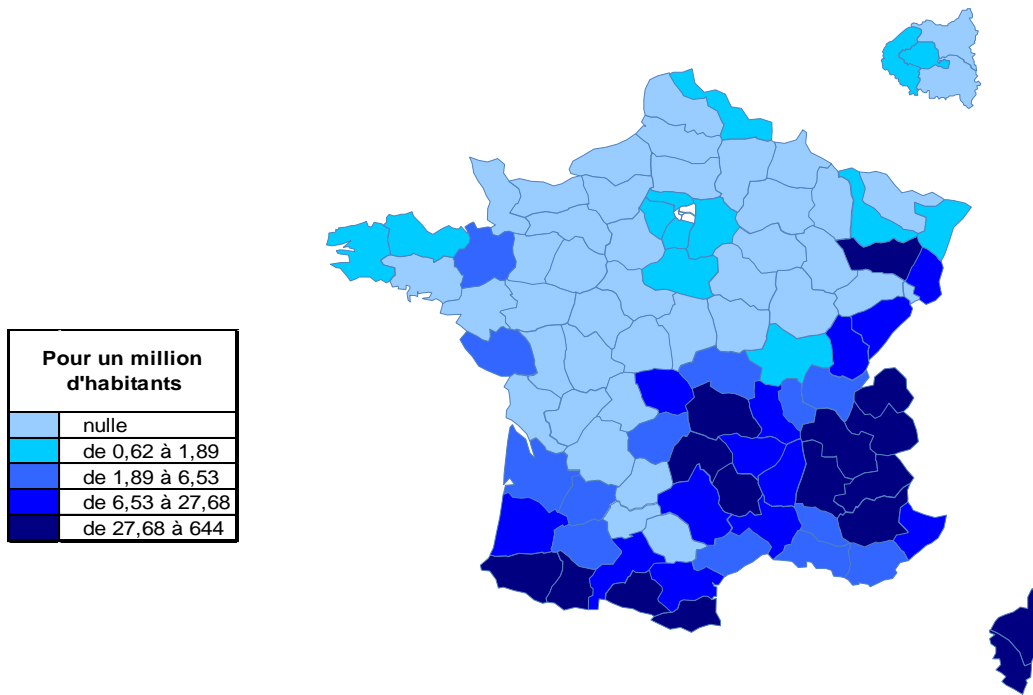 Pour un million
d'habitants
nulle
de 0,62 à 1,89
de 1,89 à 6,53
de 6,53 à 27,68
de 27,68 à 644